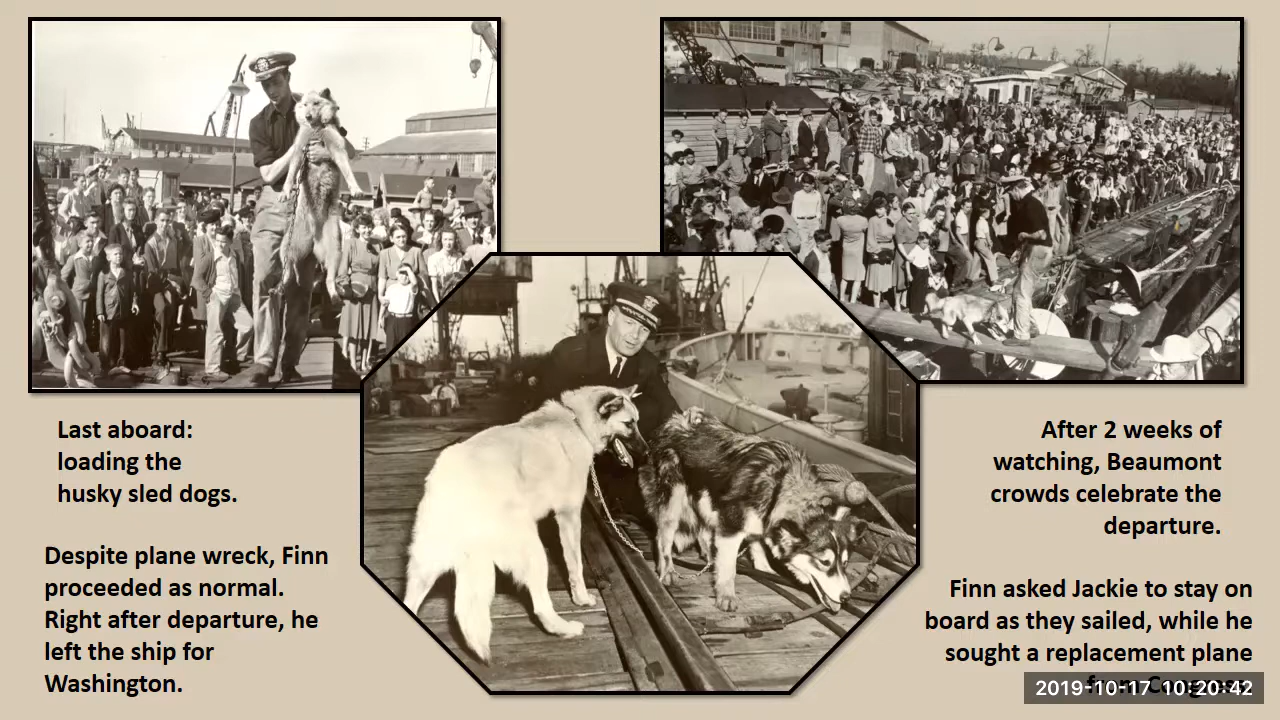 Last aboard:
loading the
husky sled dogs.
Despite plane wreck, Finn
proceeded as normal.
Right after departure, he
left the ship for
Washington.
After 2 weeks of
watching, Beaumont
crowds celebrate the
departure.
Finn asked Jackie to stay on
board as they sailed, while he
sought a replacement plane
from Congress.
2019-10-17 10:20:42